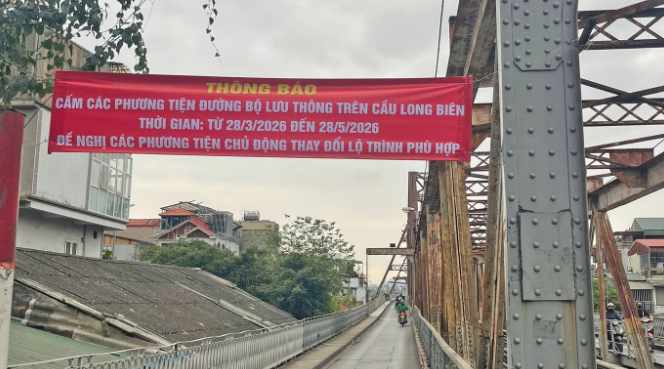 THÔNG BÁO
CẤM CÁC PHƯƠNG TIỆN ĐƯỜNG BỘ LƯU THÔNG TRÊN CẦU LONG BIÊN
THỜI GIAN: TỪ 28/3/2026 ĐẾN 28/5/2026
ĐỀ NGHỊ CÁC PHƯƠNG TIỆN CHỦ ĐỘNG THAY ĐỔI LỘ TRÌNH PHÙ HỢP